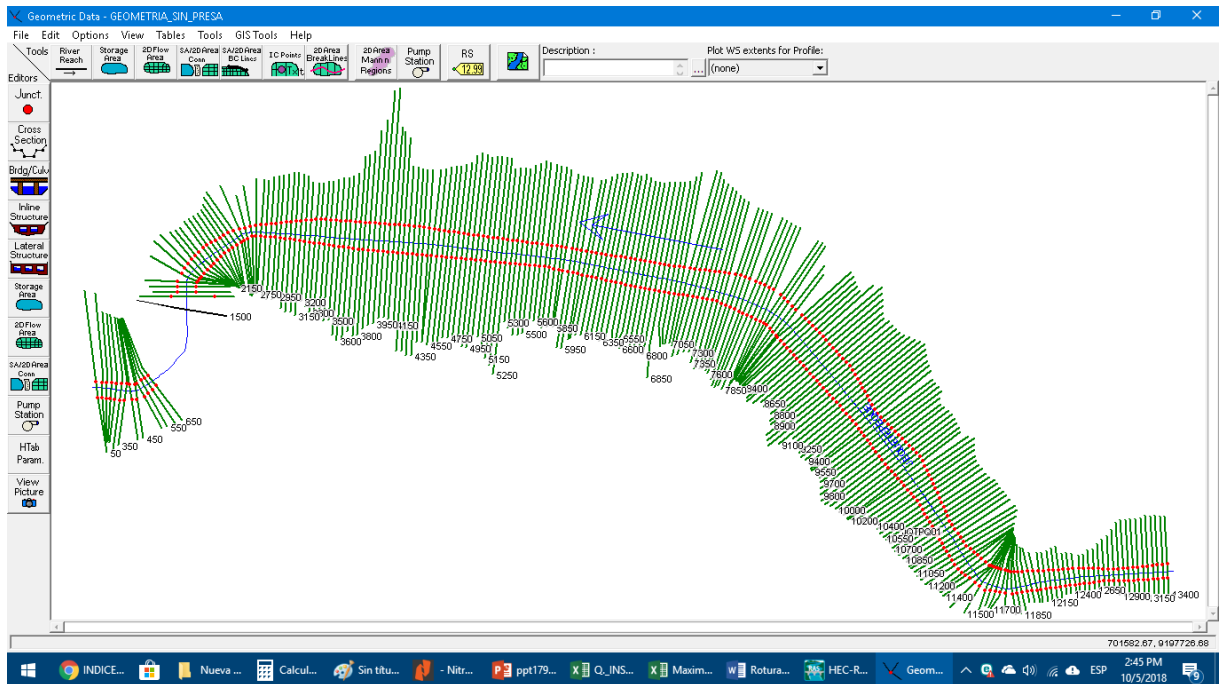 Geometric Data - GEOMETRIA_SIN_PRESA
File Edit Options View Tables Tools GIS Tools Help
Tools
Editors
River Reach
Storage Area
2D Flow Area
SA/2D Area Conn
SA/2D Area BC Lines
IC Points
2D Area BreakLines
2D Area Mann n Regions
Pump Station
RS
12.99
Description :
...
Plot WS extents for Profile:
(none)
Junct.
Cross Section
Brdg/Culv
Inline Structure
Lateral Structure
Storage Area
2D Flow Area
SA/2D Area Conn
Pump Station
HTab Param.
View Picture
50
350
450
550
650
1500
2150
2750
2950
3150
3200
3500
3600
3800
3950
4150
4350
4550
4750
4950
5050
5150
5250
5300
5500
5600
5850
5950
6150
6350
6550
6600
6800
6850
7050
7300
7350
7600
7850
8400
8650
8800
8900
9100
9250
9400
9550
9700
9800
10000
10200
10400
10550
10700
10850
11050
11200
11400
11500
11700
11850
12150
12400
12650
12900
13150
13400
701582.67, 9197726.68
INDICE...
Nueva ...
Calcul...
Sin títu...
- Nitr...
ppt179...
Q_INS...
Maxim...
Rotura...
HEC-R...
Geom...
ESP
2:45 PM
10/5/2018
9